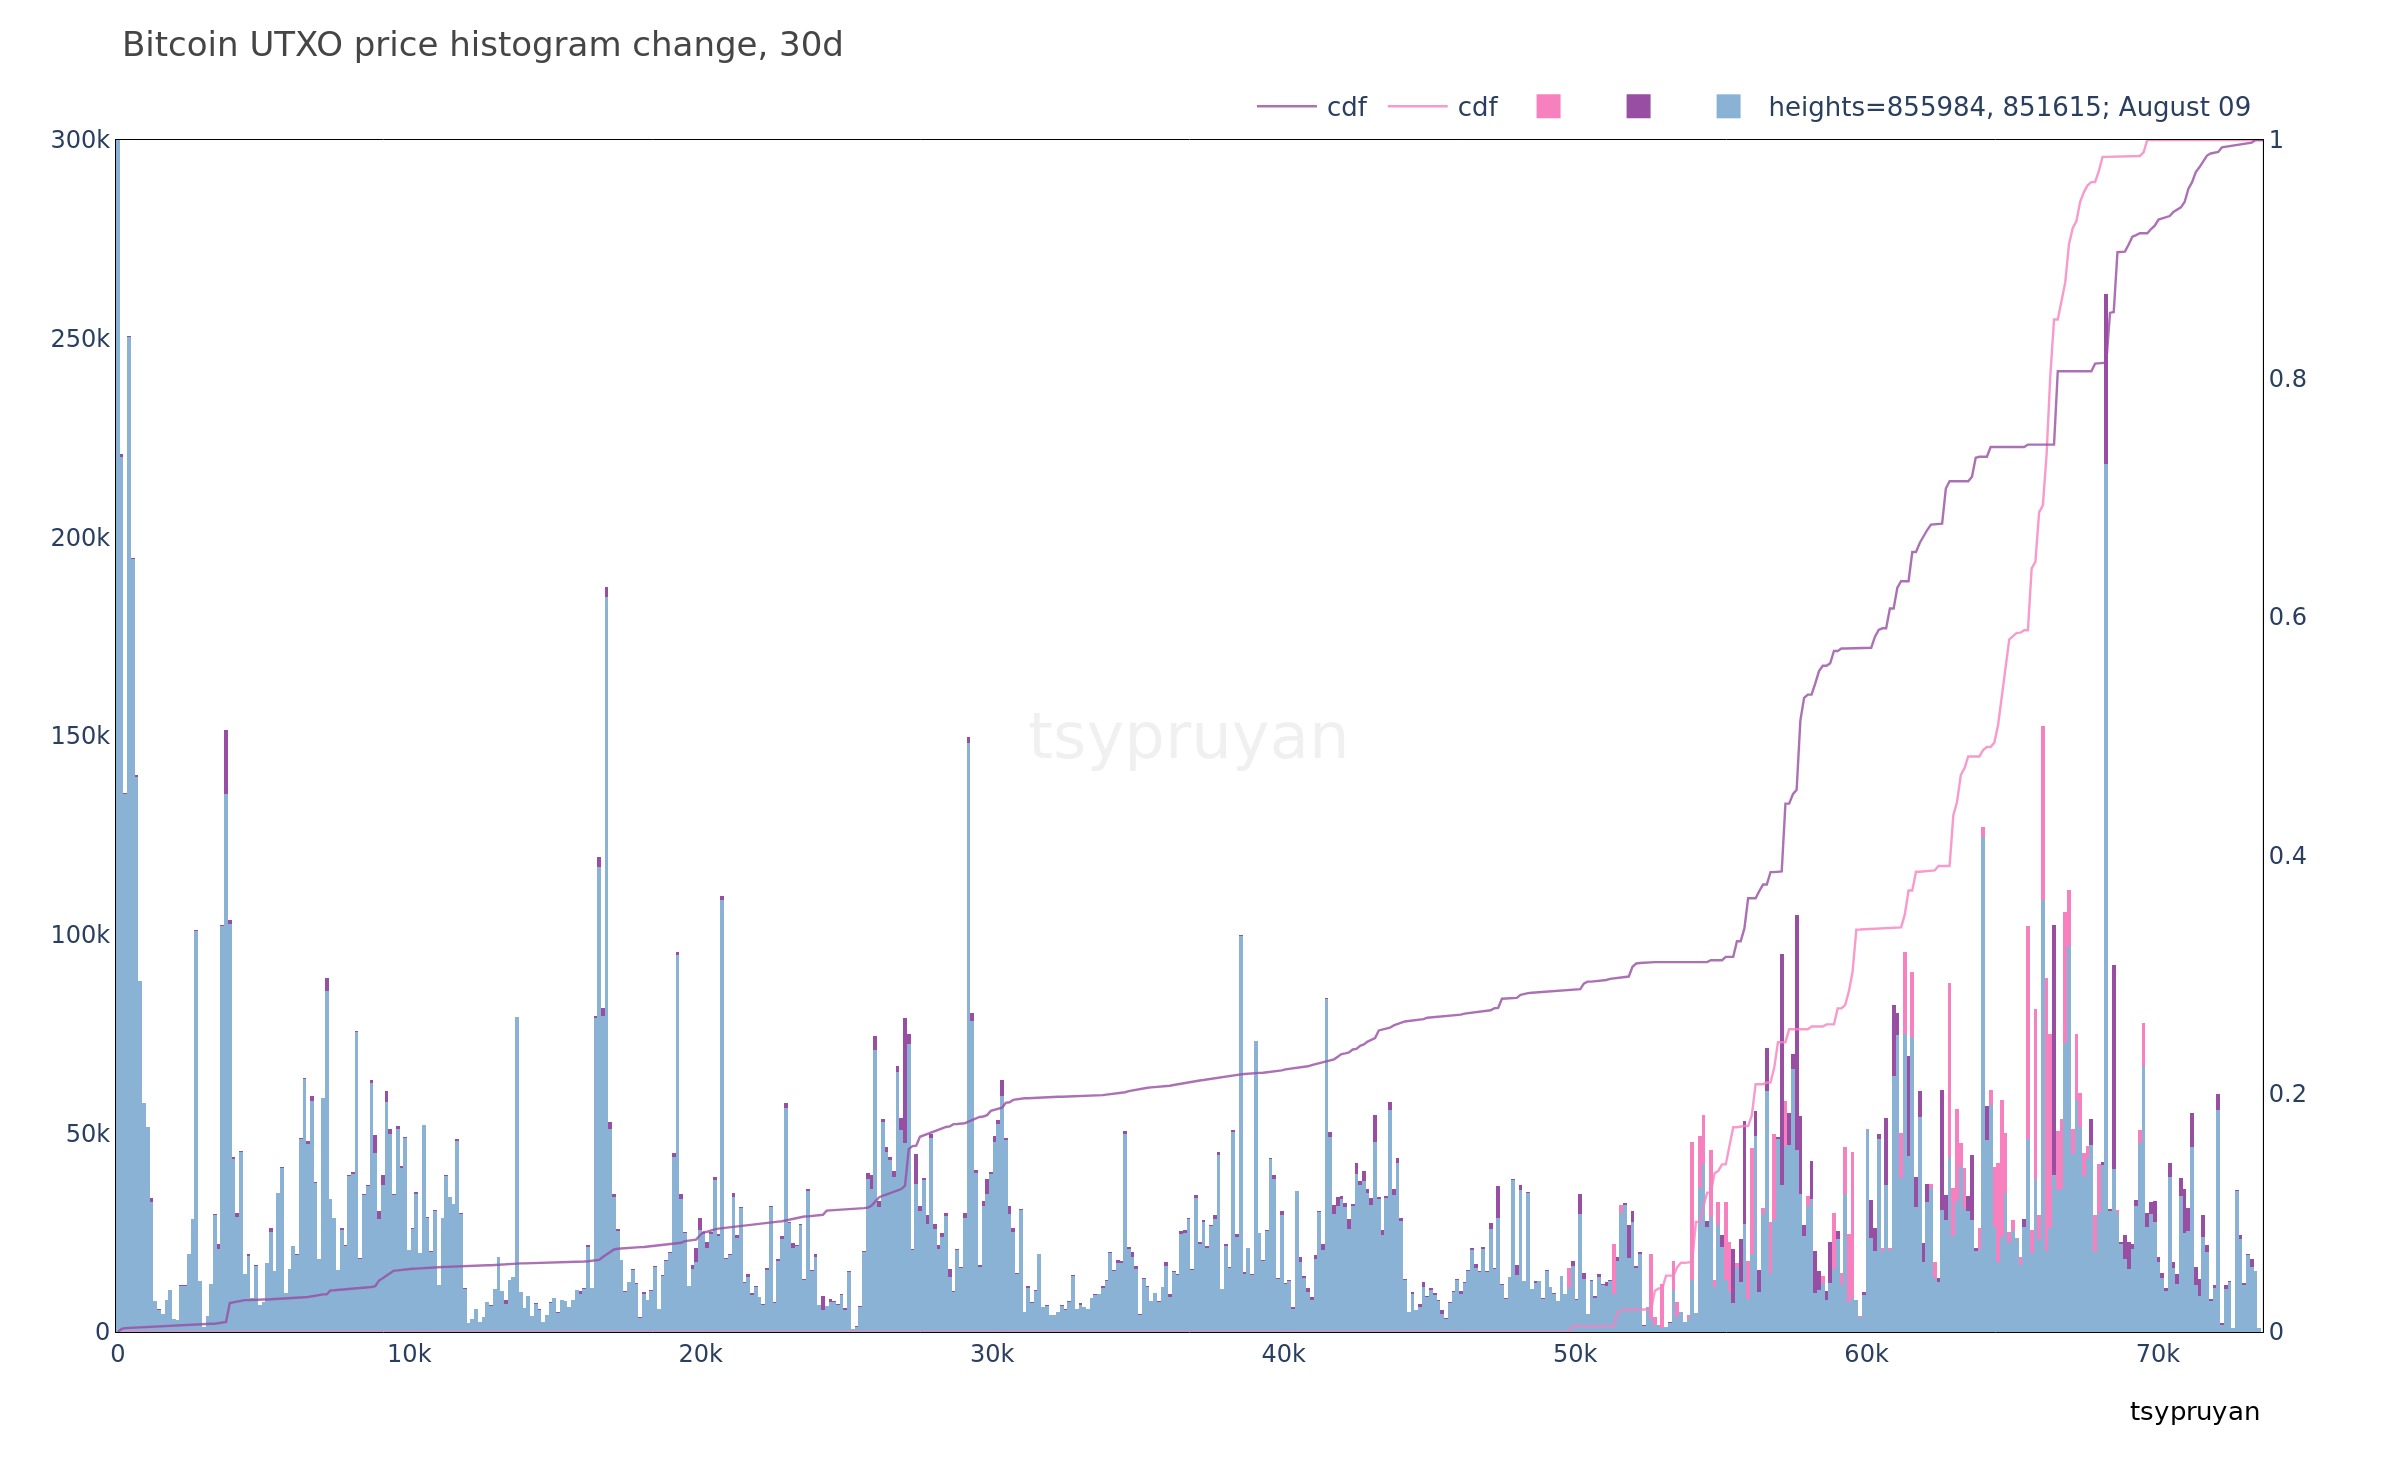 Bitcoin UTXO price histogram change, 30d
cdf cdf heights=855984, 851615; August 09
300k
250k
200k
150k
100k
50k
0
1
0.8
0.6
0.4
0.2
0
tsypruyan
0 10k 20k 30k 40k 50k 60k 70k
tsypruyan